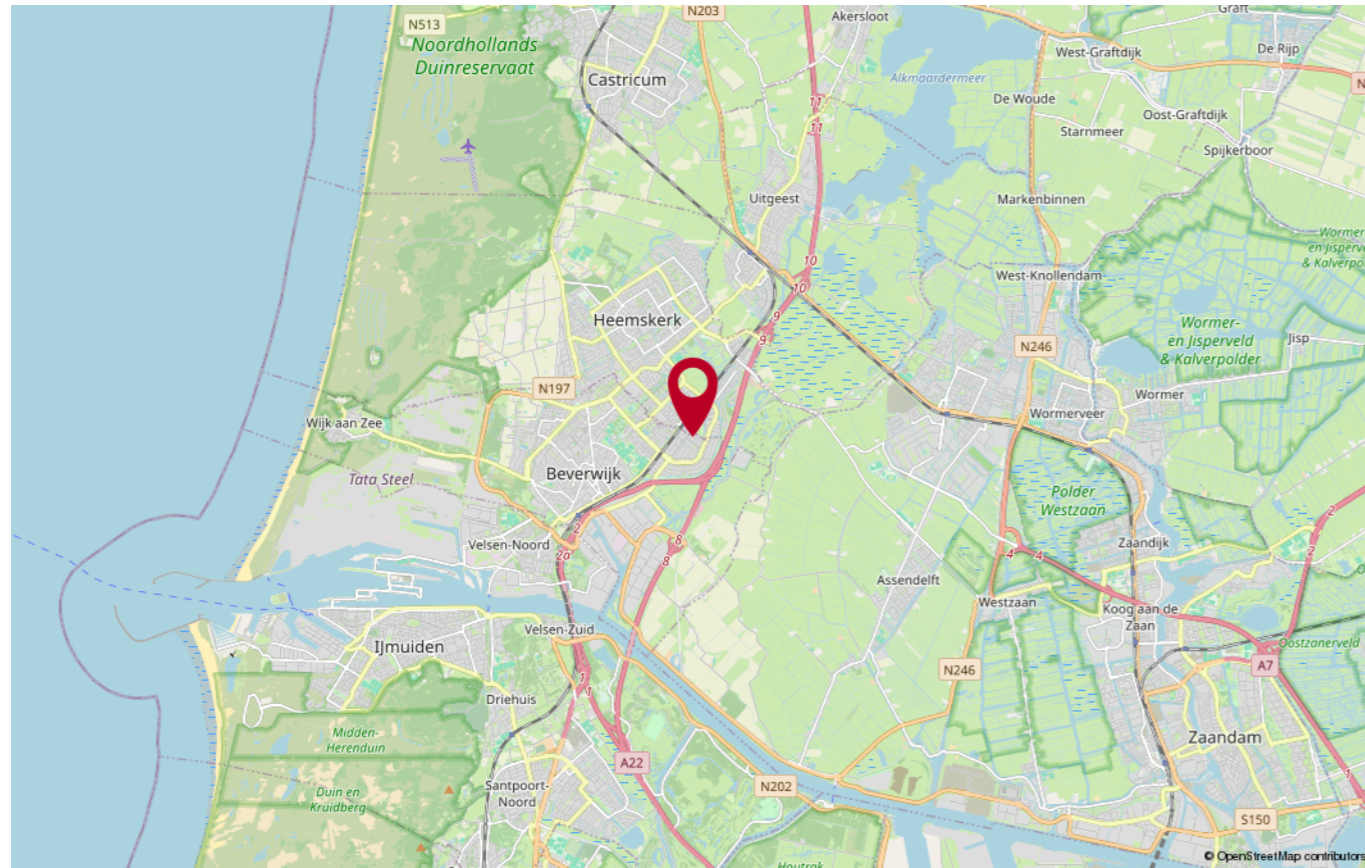 N513
Noordhollands
Duinreservaat
N203
Akersloot
Graft
West-Graftdijk
De Rijp
Castricum
Alkmaardermeer
De Woude
Oost-Graftdijk
Starnmeer
Spijkerboor
11
11
Uitgeest
Markenbinnen
Wormer-
en Jisperveld
& Kalverpolder
10
10
West-Knollendam
Heemskerk
9
9
N246
Wormer-
en Jisperveld
& Kalverpolder
Jisp
N197
Wormer
Wormerveer
Wijk aan Zee
Beverwijk
Tata Steel
Polder
Westzaan
2
2
2
2a
Velsen-Noord
8
8
4
4
Zaandijk
Assendelft
Westzaan
Koog aan de
Zaan
Velsen-Zuid
IJmuiden
Oostzanerveld
A7
N246
1
1
1
Driehuis
Midden-
Herenduin
Zaandam
A22
N202
Santpoort-
Noord
Duin en
Kruidberg
S150
© OpenStreetMap contributors